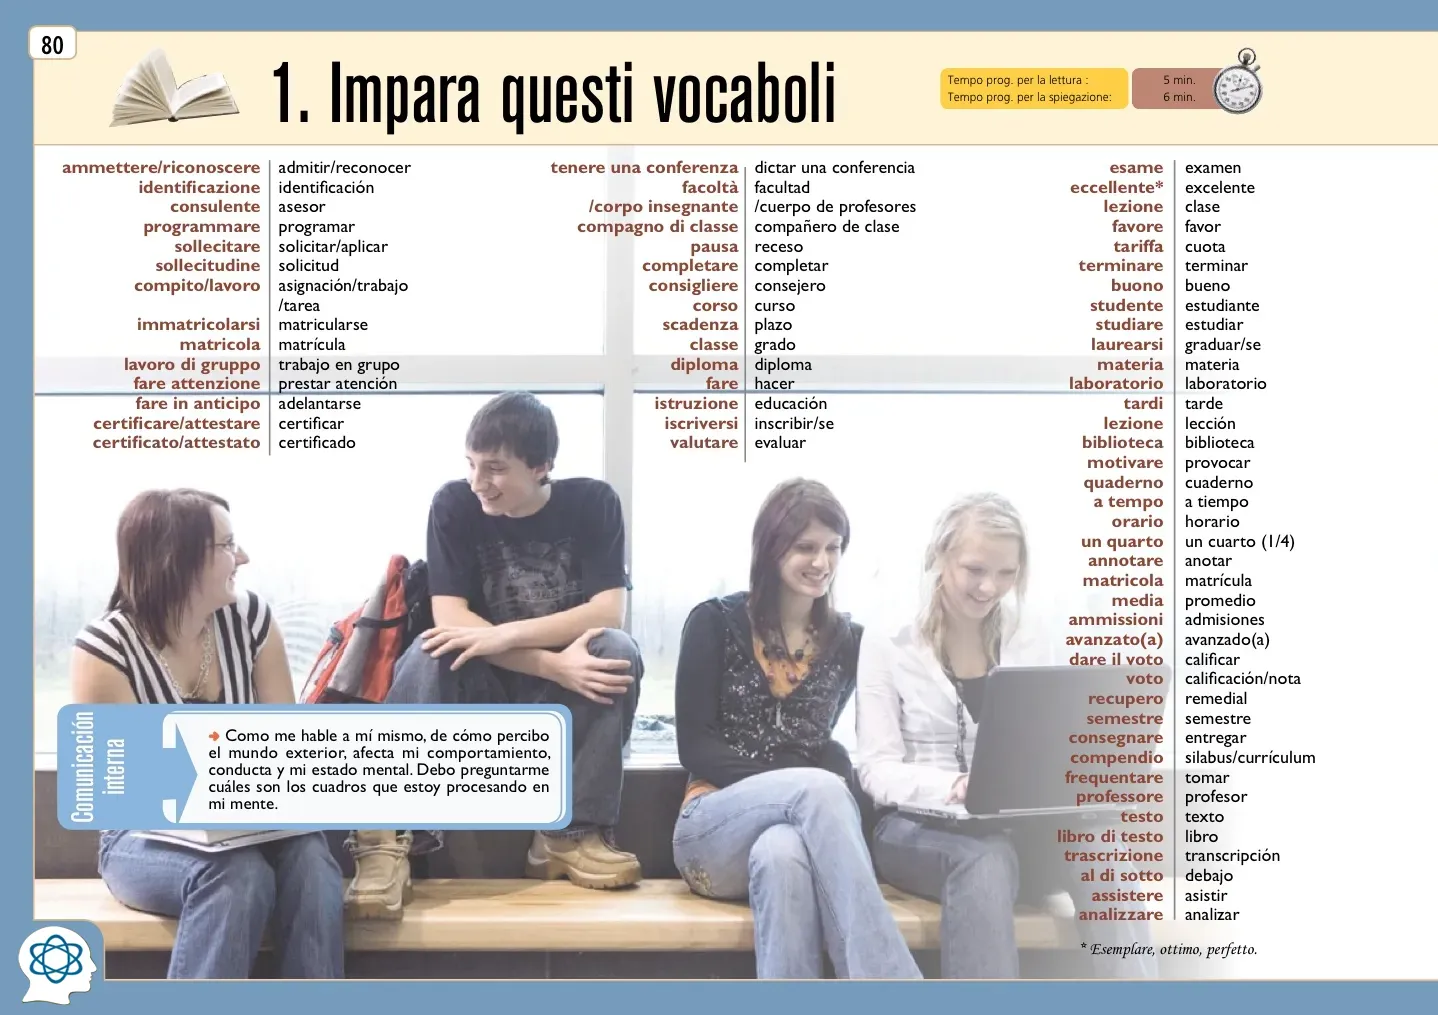 80
1. Impara questi vocaboli
Tempo prog. per la lettura : 5 min.
Tempo prog. per la spiegazione: 6 min.
ammettere/riconoscere admitir/reconocer
identificazione identificación
consulente asesor
programmare programar
sollecitare solicitar/aplicar
sollecitudine solicitud
compito/lavoro asignación/trabajo
/tarea
immatricolarsi matricularse
matricola matrícula
lavoro di gruppo trabajo en grupo
fare attenzione prestar atención
fare in anticipo adelantarse
certificare/attestare certificar
certificato/attestato certificado
tenere una conferenza dictar una conferencia
facoltà facultad
/corpo insegnante /cuerpo de profesores
compagno di classe compañero de clase
pausa receso
completare completar
consigliere consejero
corso curso
scadenza plazo
classe grado
diploma diploma
fare hacer
istruzione educación
iscriversi inscribir/se
valutare evaluar
esame examen
eccellente* excelente
lezione clase
favore favor
tariffa cuota
terminare terminar
buono bueno
studente estudiante
studiare estudiar
laurearsi graduar/se
materia materia
laboratorio laboratorio
tardi tarde
lezione lección
biblioteca biblioteca
motivare provocar
quaderno cuaderno
a tempo a tiempo
orario horario
un quarto un cuarto (1/4)
annotare anotar
matricola matrícula
media promedio
ammissioni admisiones
avanzato(a) avanzado(a)
dare il voto calificar
voto calificación/nota
recupero remedial
semestre semestre
consegnare entregar
compendio silabus/currículum
frequentare tomar
professore profesor
testo texto
libro di testo libro
trascrizione transcripción
al di sotto debajo
assistere asistir
analizzare analizar
* Esemplare, ottimo, perfetto.
Comunicación
interna
➜ Como me hable a mí mismo, de cómo percibo
el mundo exterior, afecta mi comportamiento,
conducta y mi estado mental. Debo preguntarme
cuáles son los cuadros que estoy procesando en
mi mente.